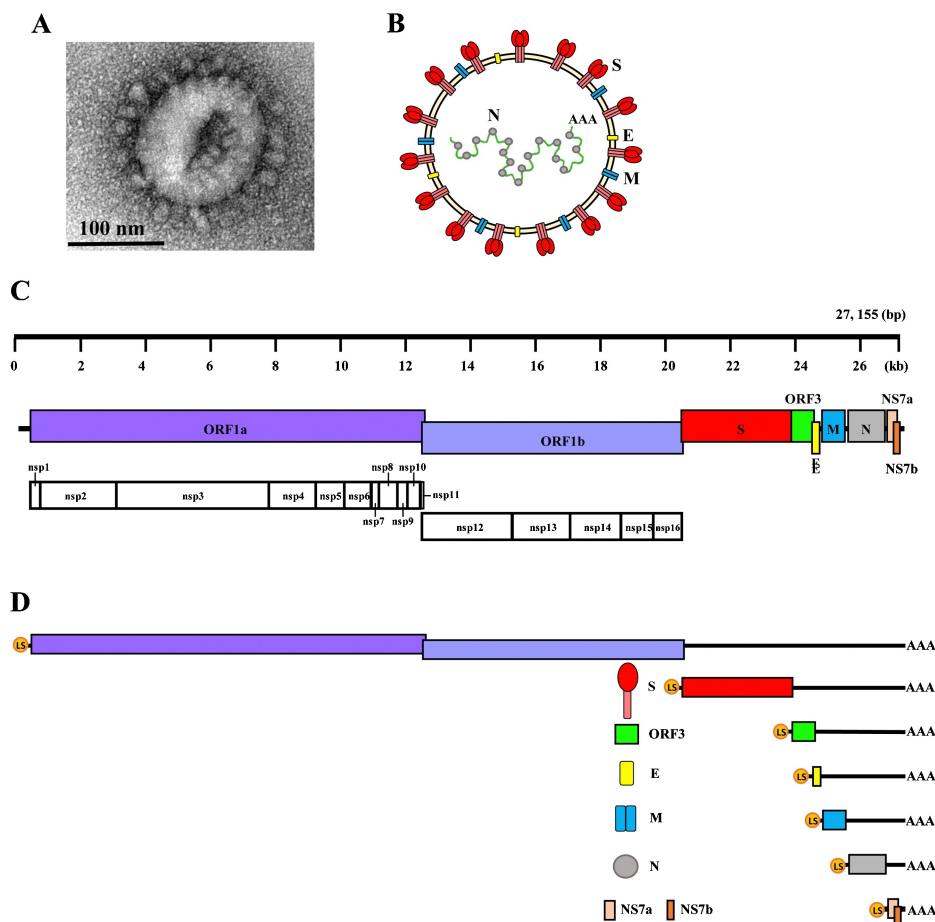 A
B
100 nm
S
N
AAA
E
M
C
27, 155 (bp)
0 2 4 6 8 10 12 14 16 18 20 22 24 26 (kb)
ORF3 NS7a
ORF1a ORF1b S M N
E NS7b
nsp1 nsp8 nsp10
nsp2 nsp3 nsp4 nsp5 nsp6 nsp11
nsp7 nsp9
nsp12 nsp13 nsp14 nsp15 nsp16
D
LS AAA
S LS AAA
ORF3 LS AAA
E LS AAA
M LS AAA
N LS AAA
NS7a NS7b LS AAA